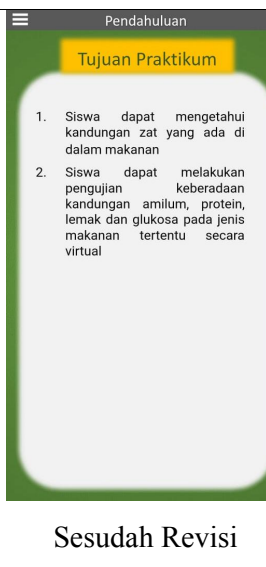 Pendahuluan
Tujuan Praktikum
1. Siswa dapat mengetahui
kandungan zat yang ada di
dalam makanan
2. Siswa dapat melakukan
pengujian keberadaan
kandungan amilum, protein,
lemak dan glukosa pada jenis
makanan tertentu secara
virtual
Sesudah Revisi